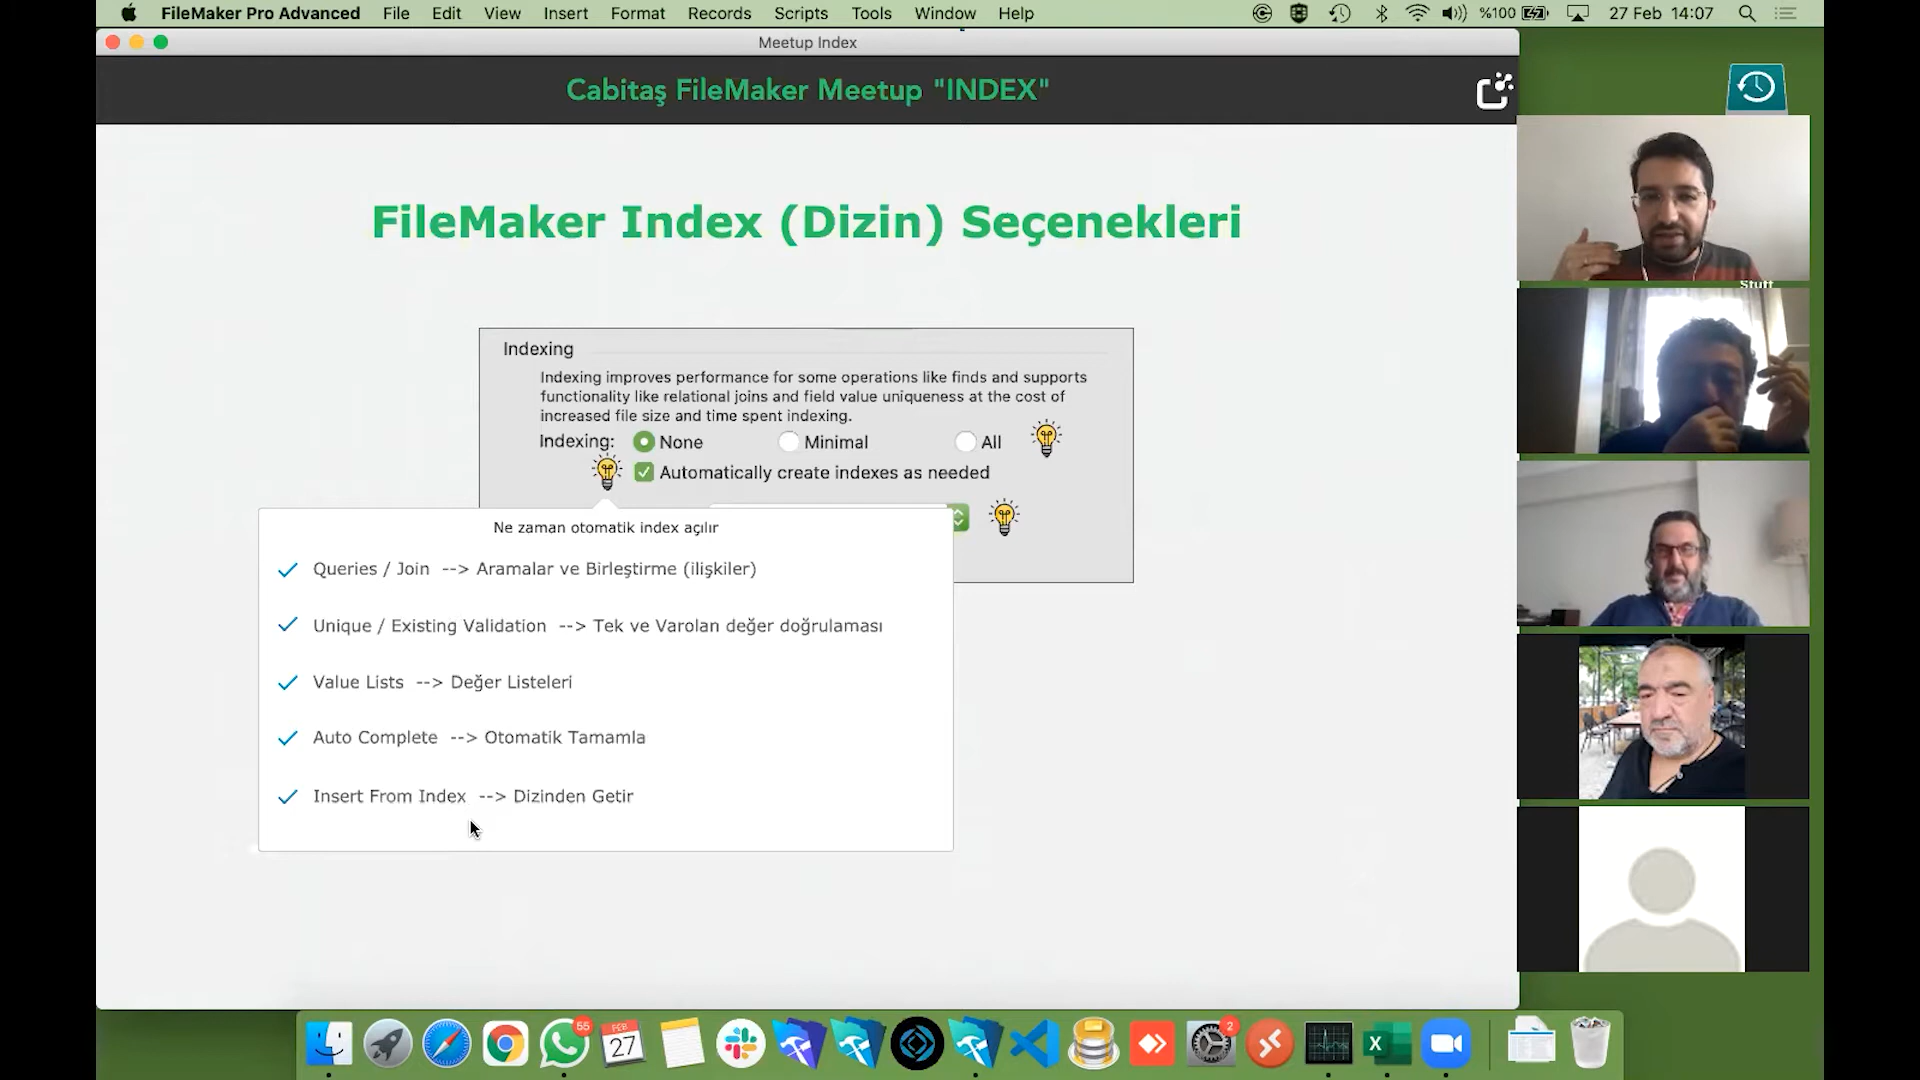 FileMaker Pro Advanced File Edit View Insert Format Records Scripts Tools Window Help %100 27 Feb 14:07
Meetup Index
Cabitaş FileMaker Meetup "INDEX"
FileMaker Index (Dizin) Seçenekleri
Indexing
Indexing improves performance for some operations like finds and supports
functionality like relational joins and field value uniqueness at the cost of
increased file size and time spent indexing.
Indexing: None Minimal All
Automatically create indexes as needed
Ne zaman otomatik index açılır
Queries / Join --> Aramalar ve Birleştirme (ilişkiler)
Unique / Existing Validation --> Tek ve Varolan değer doğrulaması
Value Lists --> Değer Listeleri
Auto Complete --> Otomatik Tamamla
Insert From Index --> Dizinden Getir
Stuff
55
FEB
27
2
X